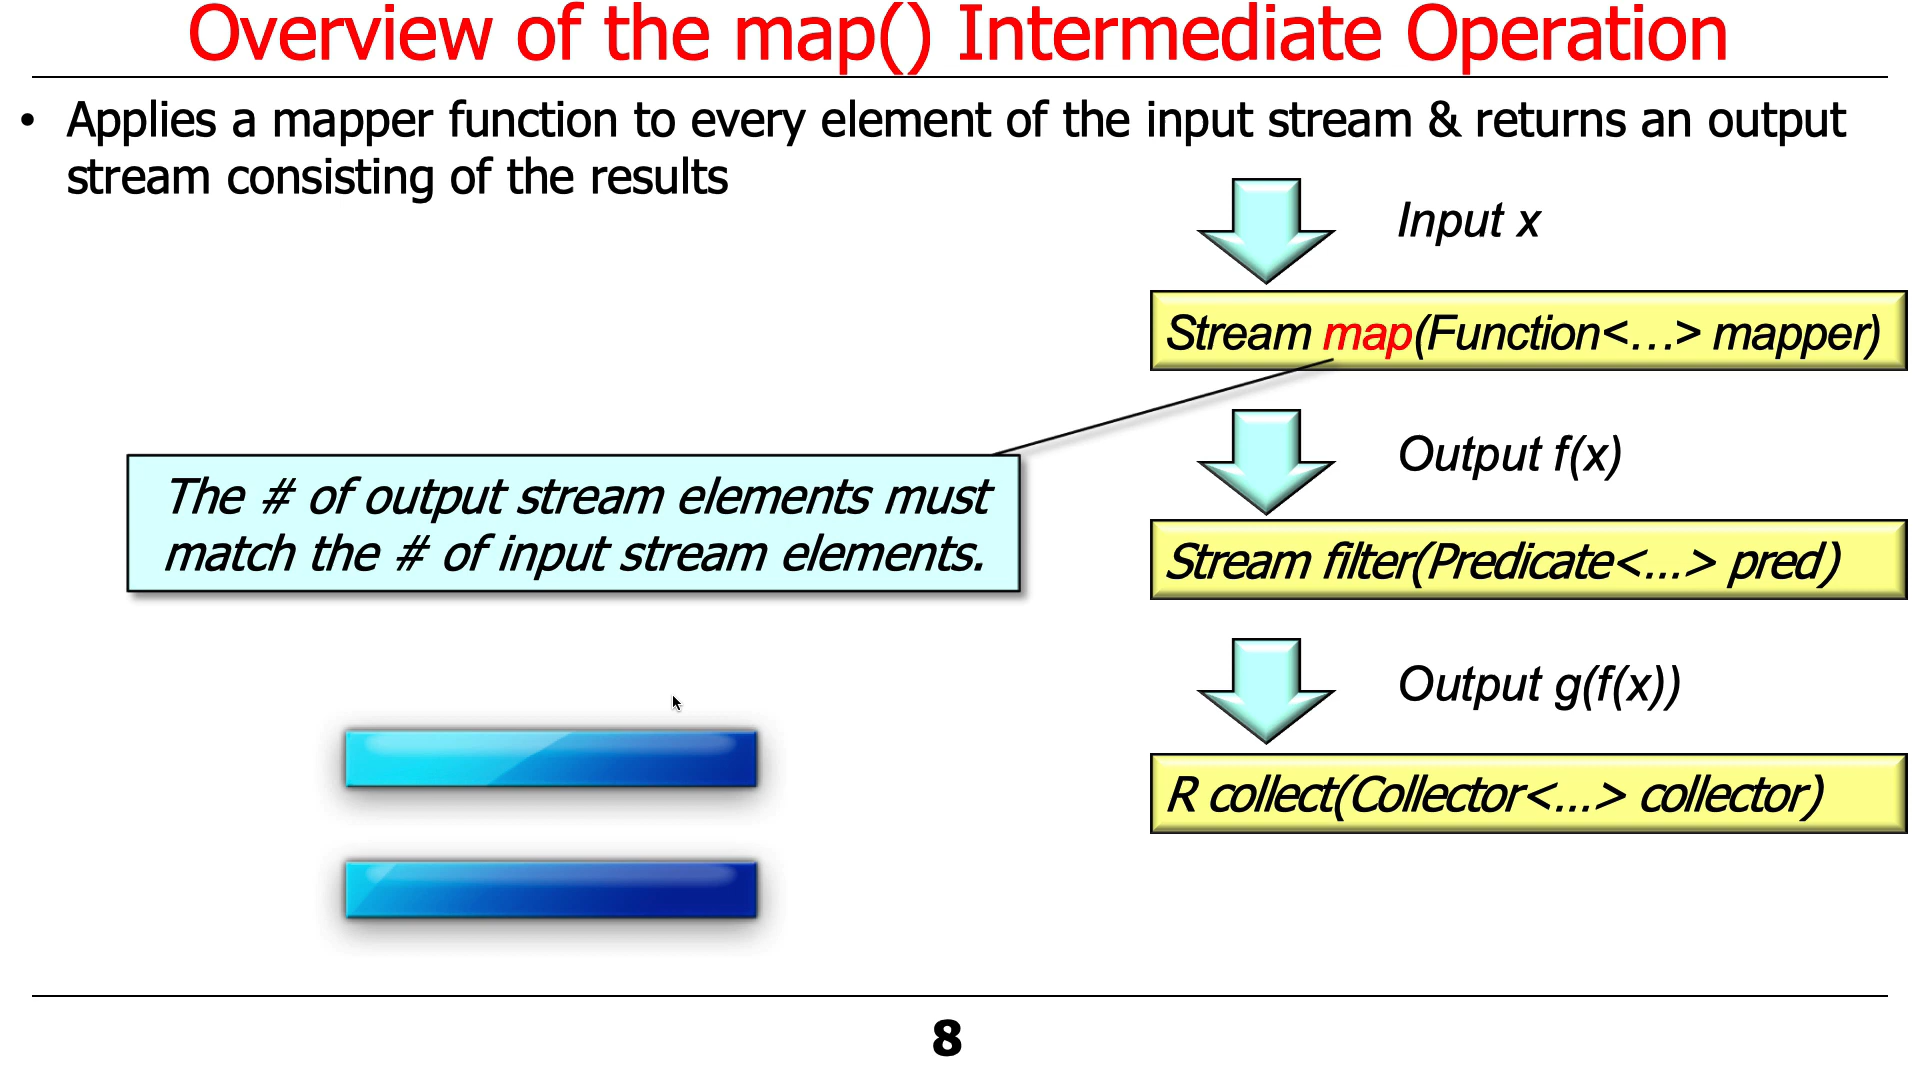 Overview of the map() Intermediate Operation
• Applies a mapper function to every element of the input stream & returns an output
stream consisting of the results
Input x
Stream map(Function<…> mapper)
Output f(x)
The # of output stream elements must
match the # of input stream elements.
Stream filter(Predicate<...> pred)
Output g(f(x))
R collect(Collector<...> collector)
8